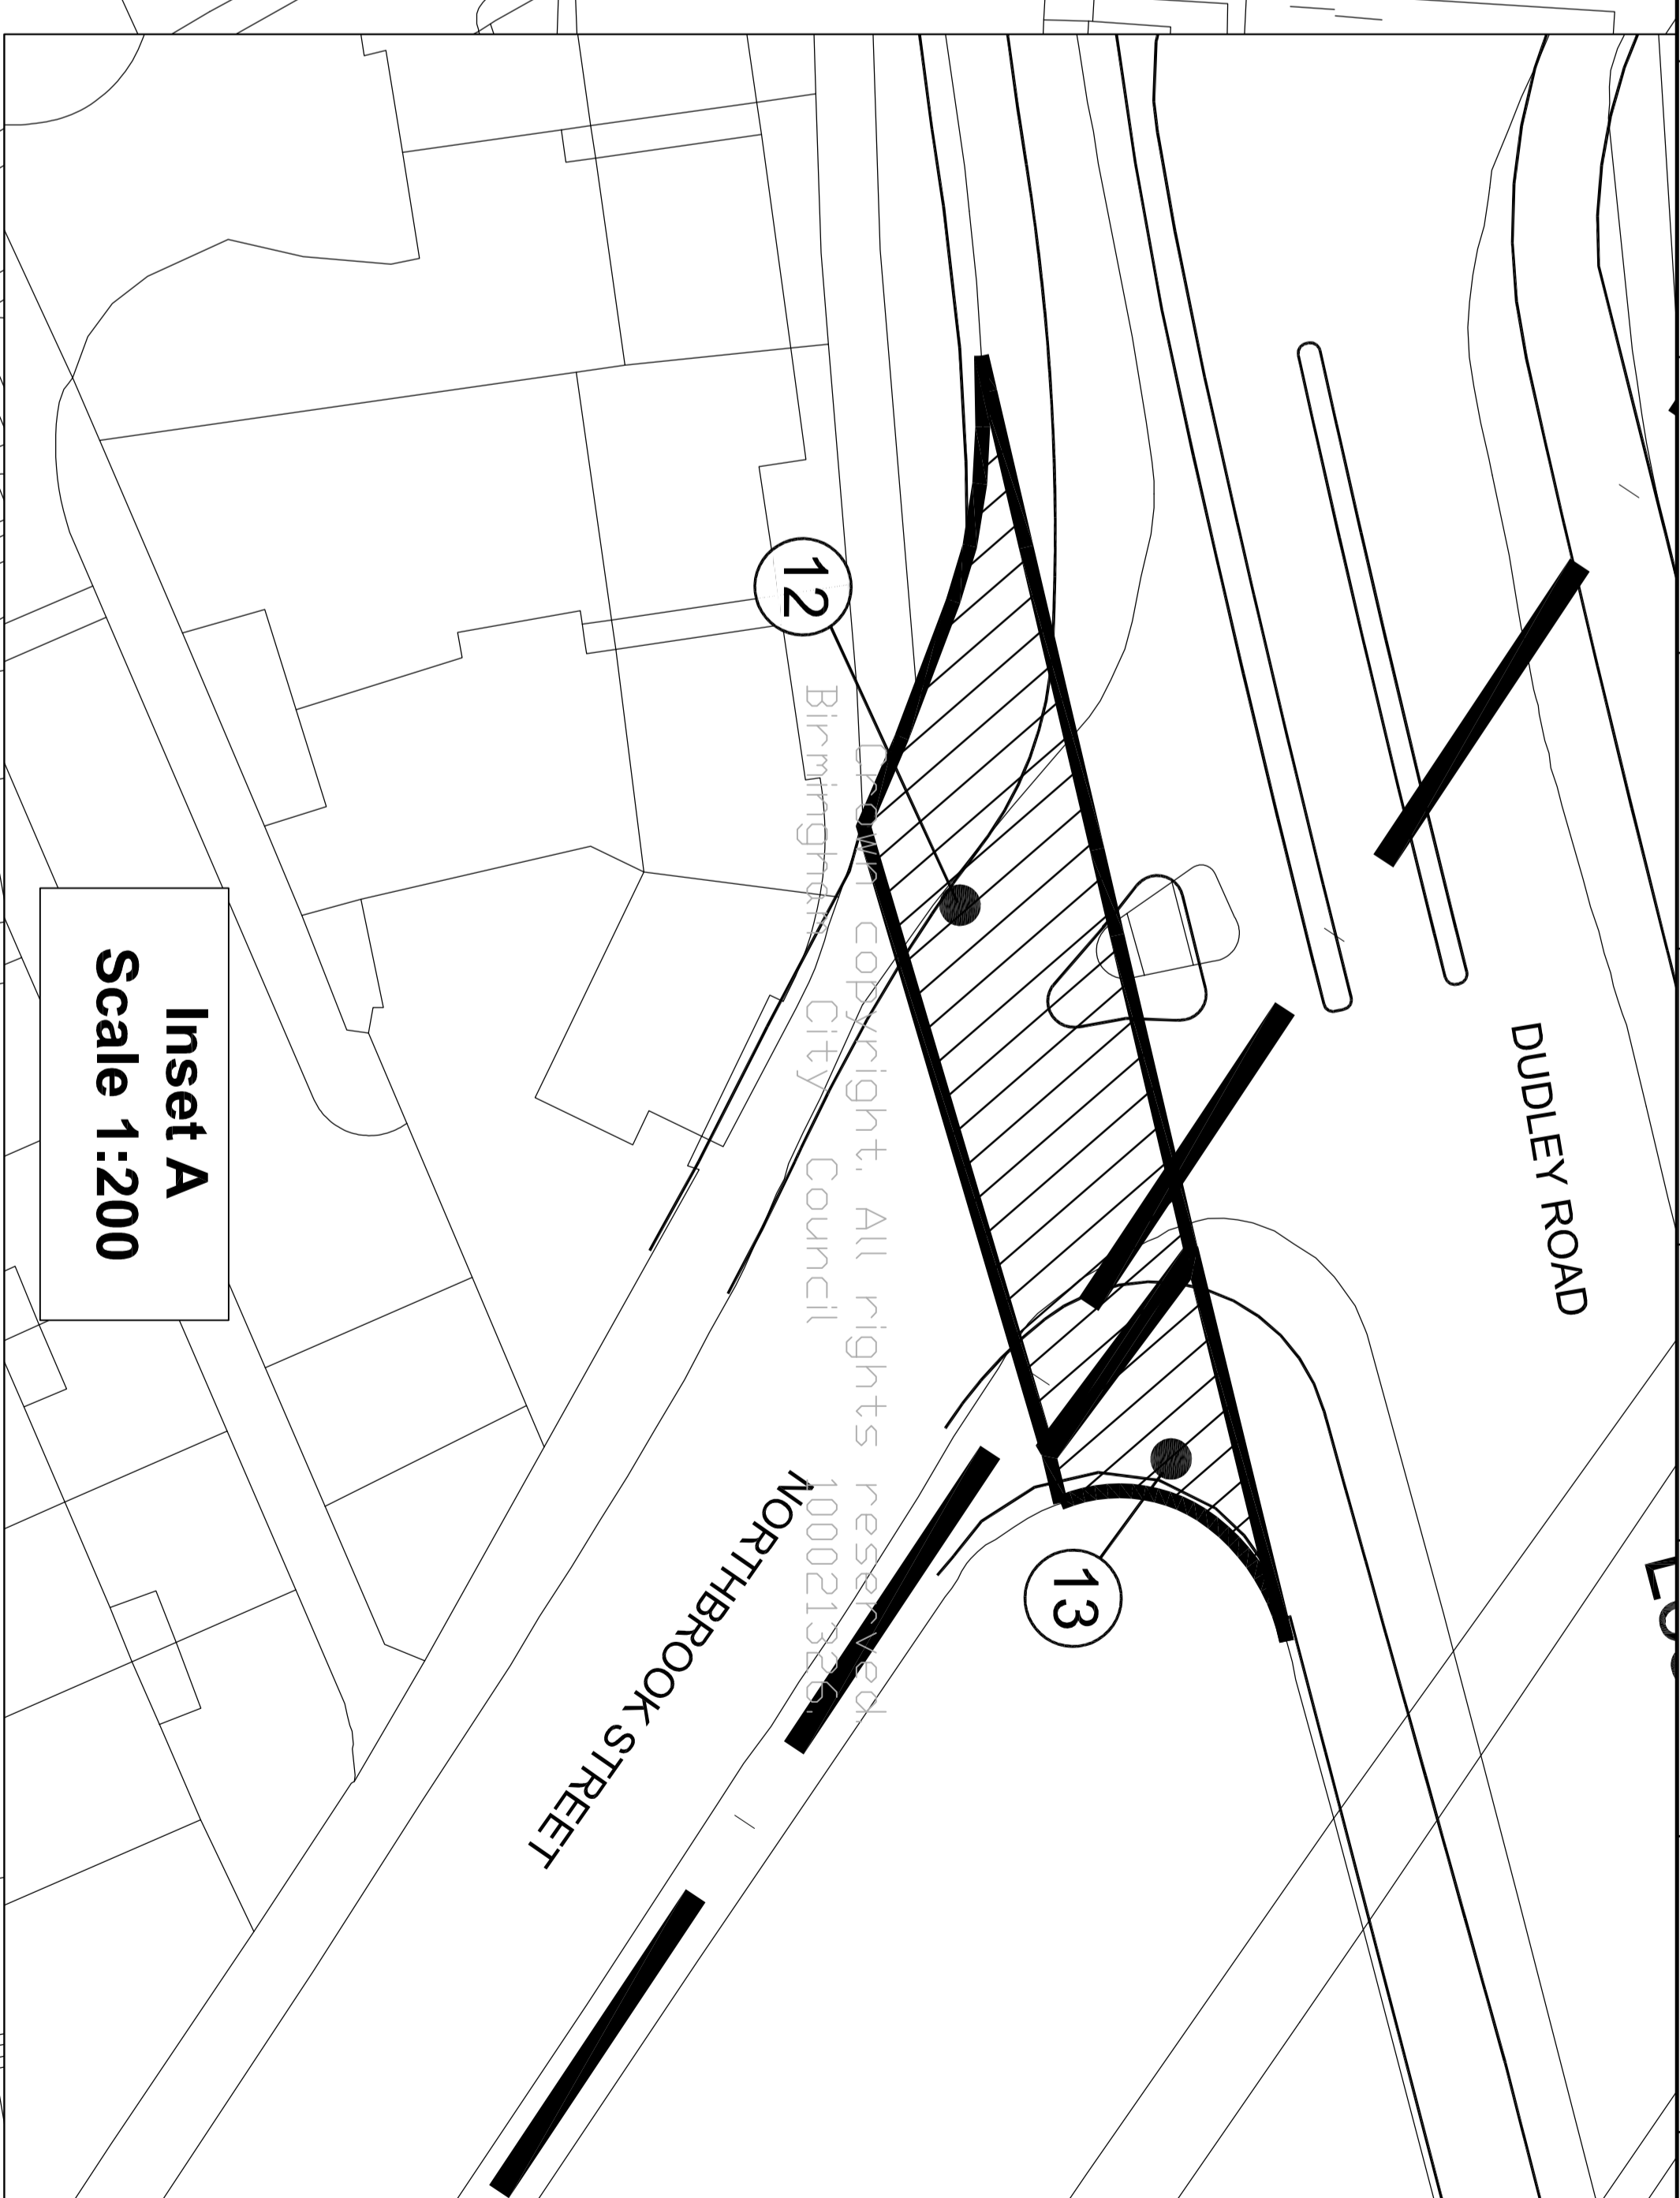 DUDLEY ROAD
12
Crown copyright. All rights reserved.
Birmingham City Council 100021326.
13
NORTHBROOK STREET
Inset A
Scale 1:200